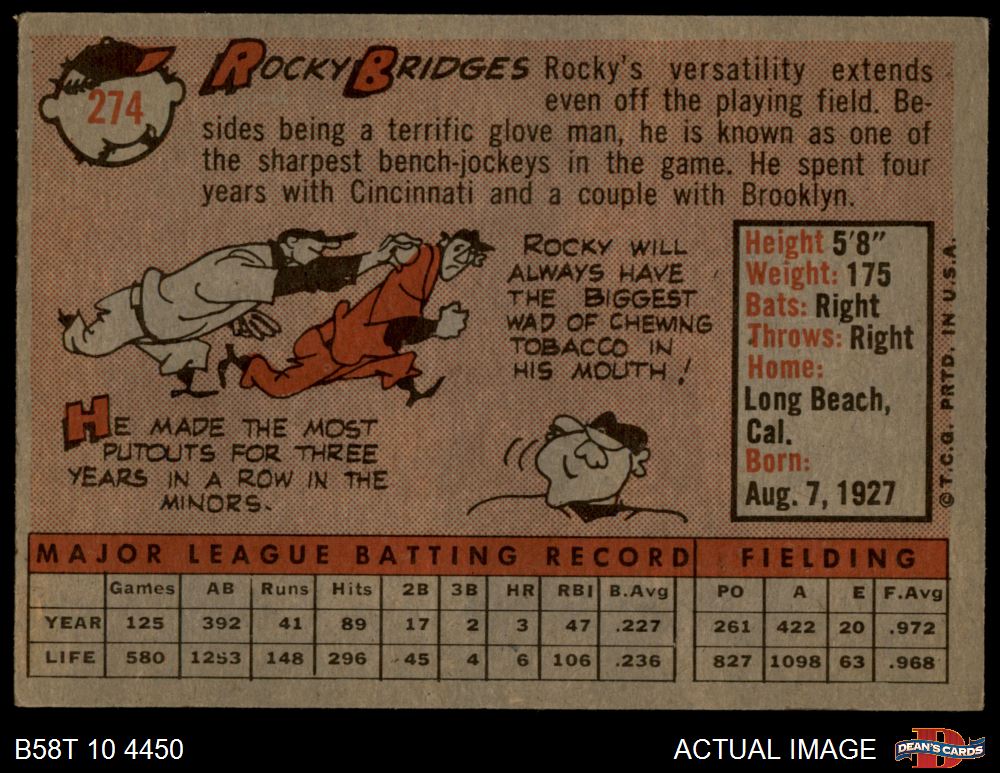 274
ROCKY BRIDGES
Rocky's versatility extends
even off the playing field. Be-
sides being a terrific glove man, he is known as one of
the sharpest bench-jockeys in the game. He spent four
years with Cincinnati and a couple with Brooklyn.
HE MADE THE MOST
PUTOUTS FOR THREE
YEARS IN A ROW IN THE
MINORS.
ROCKY WILL
ALWAYS HAVE
THE BIGGEST
WAD OF CHEWING
TOBACCO IN
HIS MOUTH!
Height 5'8"
Weight: 175
Bats: Right
Throws: Right
Home:
Long Beach,
Cal.
Born:
Aug. 7, 1927
© T.C.G. PRTD. IN U.S.A.
MAJOR LEAGUE BATTING RECORD FIELDING
Games AB Runs Hits 2B 3B HR RBI B.Avg PO A E F.Avg
YEAR 125 392 41 89 17 2 3 47 .227 261 422 20 .972
LIFE 580 1253 148 296 45 4 6 106 .236 827 1098 63 .968
B58T 10 4450
ACTUAL IMAGE
D
DEAN'S CARDS